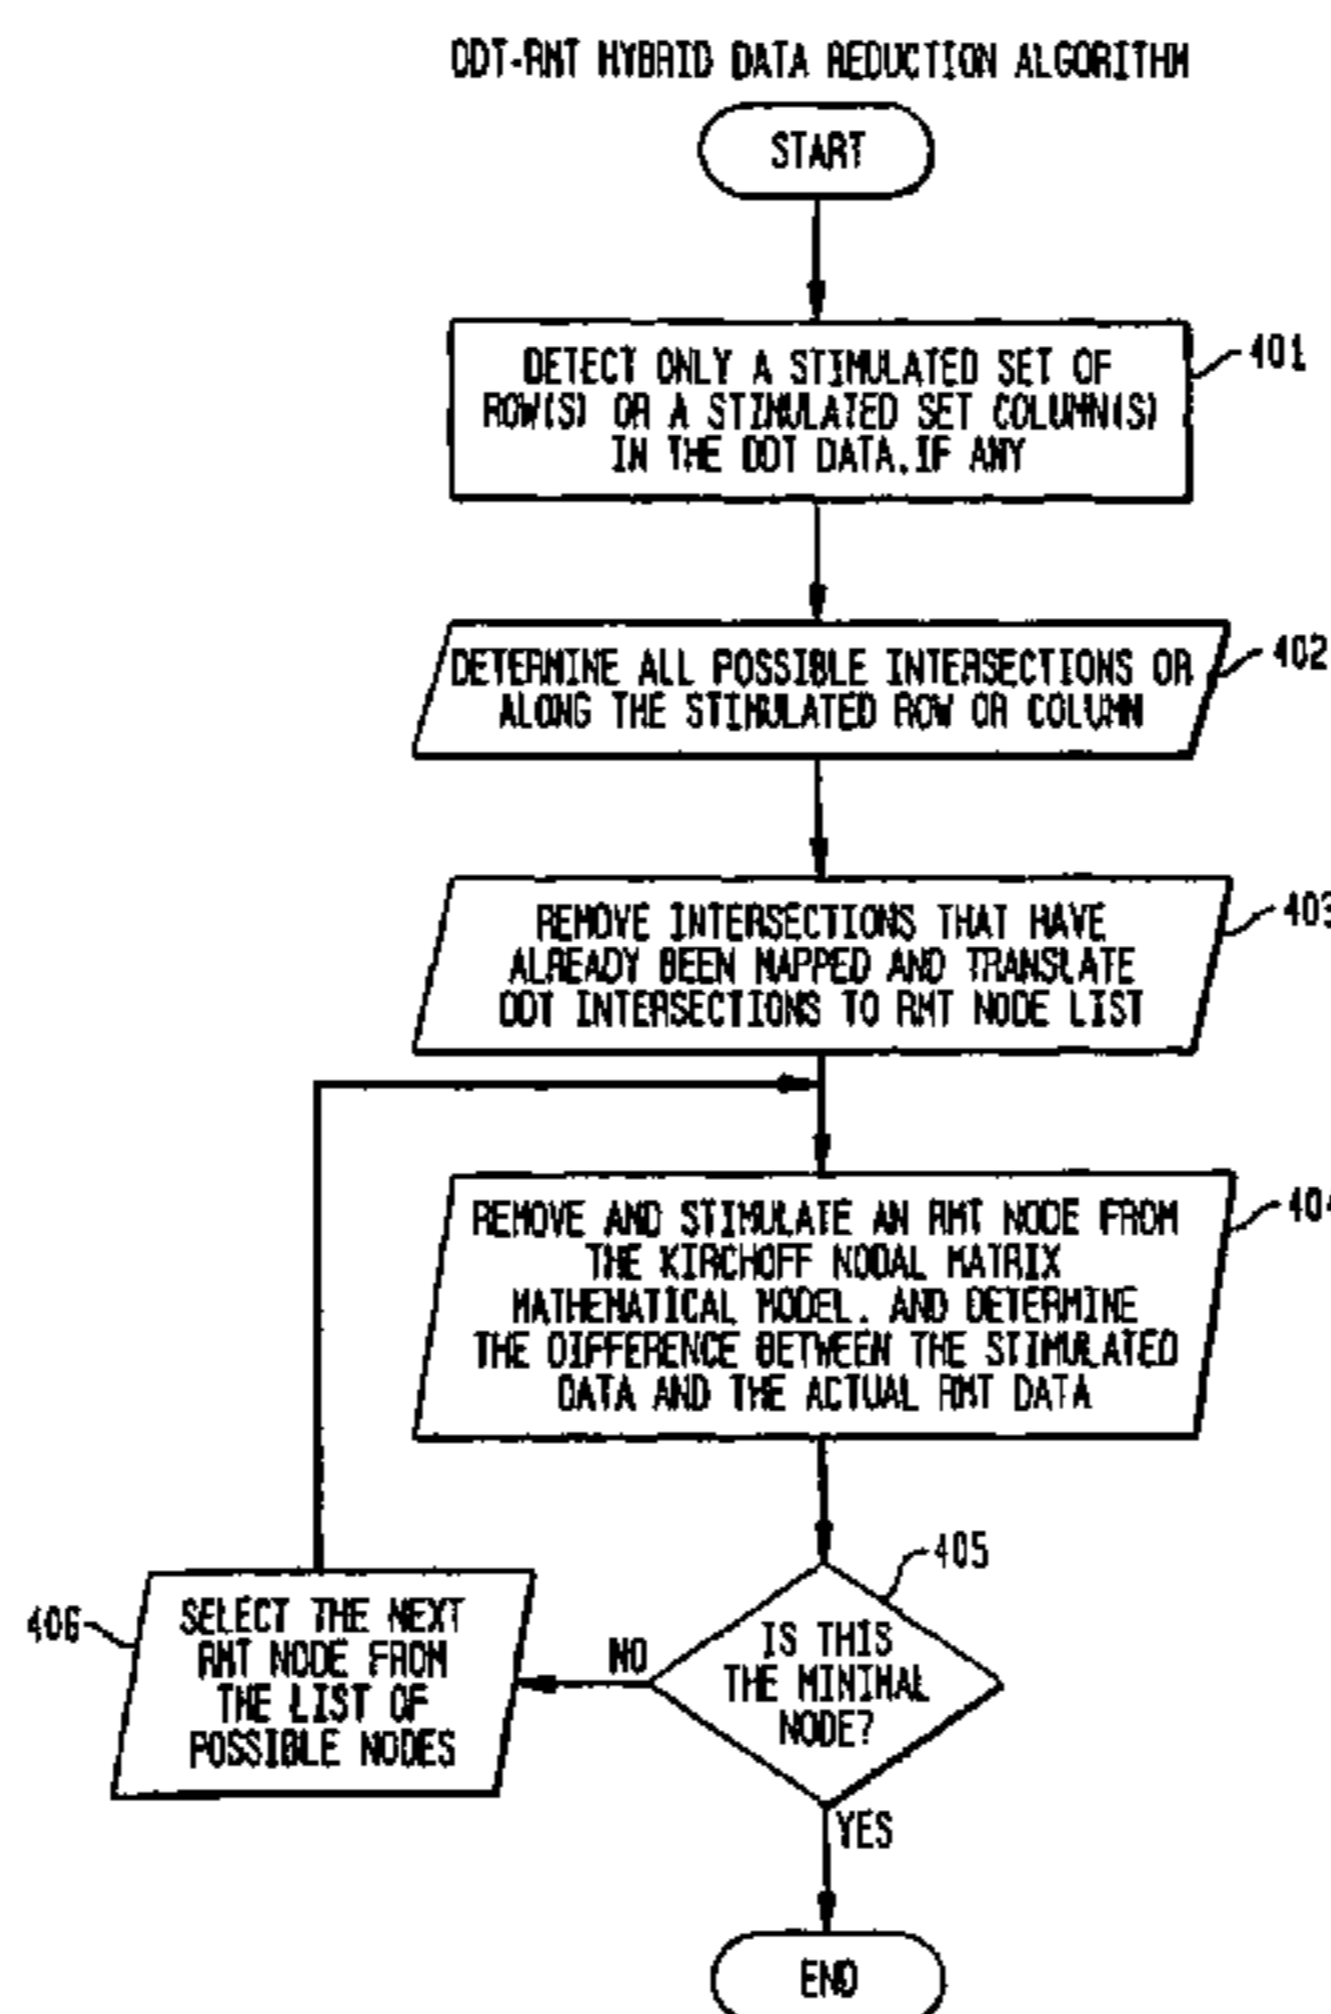 DDT-RMT HYBRID DATA REDUCTION ALGORITHM
START
DETECT ONLY A STIMULATED SET OF
ROW(S) OR A STIMULATED SET COLUMN(S)
IN THE DDT DATA, IF ANY
401
DETERMINE ALL POSSIBLE INTERSECTIONS OR
ALONG THE STIMULATED ROW OR COLUMN
402
REMOVE INTERSECTIONS THAT HAVE
ALREADY BEEN MAPPED AND TRANSLATE
DDT INTERSECTIONS TO RMT NODE LIST
403
REMOVE AND STIMULATE AN RMT NODE FROM
THE KIRCHOFF NODAL MATRIX
MATHEMATICAL MODEL. AND DETERMINE
THE DIFFERENCE BETWEEN THE STIMULATED
DATA AND THE ACTUAL RMT DATA
404
405
IS THIS
THE MINIMAL
NODE?
NO
406
SELECT THE NEXT
RMT NODE FROM
THE LIST OF
POSSIBLE NODES
YES
END